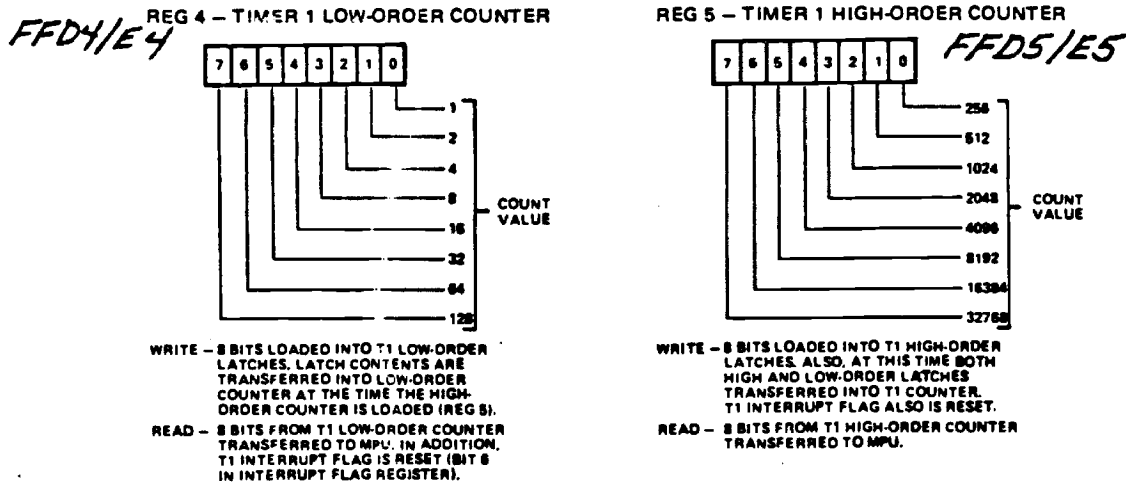 REG 4 – TIMER 1 LOW-ORDER COUNTER
FFD4/E4
7 6 5 4 3 2 1 0
1
2
4
8
16
32
64
128
COUNT
VALUE
WRITE – 8 BITS LOADED INTO T1 LOW-ORDER
LATCHES. LATCH CONTENTS ARE
TRANSFERRED INTO LOW-ORDER
COUNTER AT THE TIME THE HIGH-
ORDER COUNTER IS LOADED (REG 5).
READ – 8 BITS FROM T1 LOW-ORDER COUNTER
TRANSFERRED TO MPU. IN ADDITION,
T1 INTERRUPT FLAG IS RESET (BIT 6
IN INTERRUPT FLAG REGISTER).
REG 5 – TIMER 1 HIGH-ORDER COUNTER
FFD5/E5
7 6 5 4 3 2 1 0
256
512
1024
2048
4096
8192
16384
32768
COUNT
VALUE
WRITE – 8 BITS LOADED INTO T1 HIGH-ORDER
LATCHES. ALSO, AT THIS TIME BOTH
HIGH AND LOW-ORDER LATCHES
TRANSFERRED INTO T1 COUNTER.
T1 INTERRUPT FLAG ALSO IS RESET.
READ – 8 BITS FROM T1 HIGH-ORDER COUNTER
TRANSFERRED TO MPU.